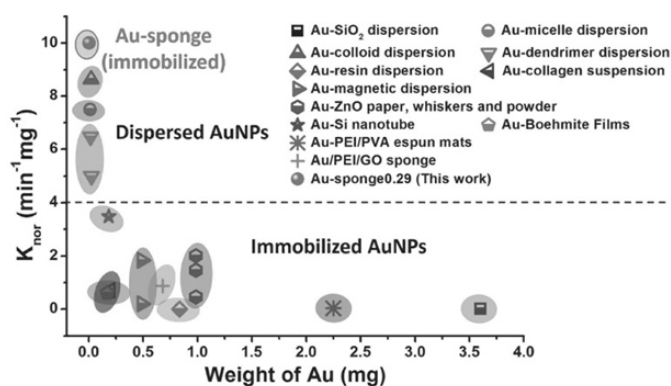 Au-sponge
(immobilized)
Au-SiO₂ dispersion
Au-micelle dispersion
Au-colloid dispersion
Au-dendrimer dispersion
Au-resin dispersion
Au-collagen suspension
Au-magnetic dispersion
Au-ZnO paper, whiskers and powder
Au-Si nanotube
Au-Boehmite Films
Au-PEI/PVA espun mats
Au/PEI/GO sponge
Au-sponge0.29 (This work)
Dispersed AuNPs
Immobilized AuNPs
K_nor (min⁻¹mg⁻¹)
10
8
6
4
2
0
0.0 0.5 1.0 1.5 2.0 2.5 3.0 3.5 4.0
Weight of Au (mg)